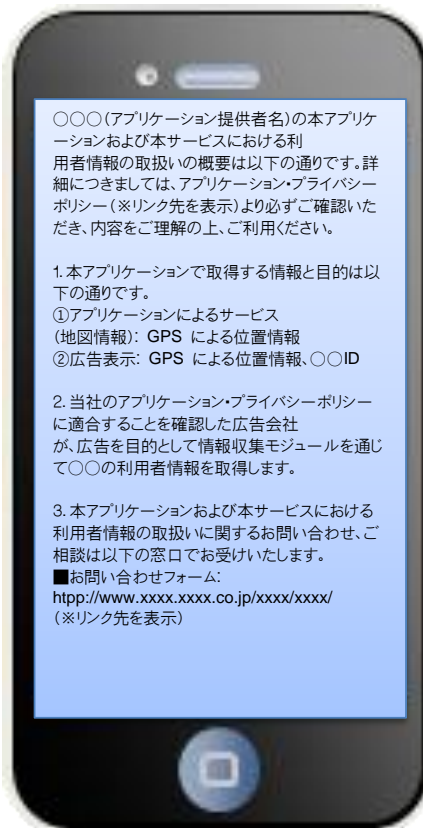 ○○○(アプリケーション提供者名)の本アプリケ
ーションおよび本サービスにおける利
用者情報の取扱いの概要は以下の通りです。詳
細につきましては、アプリケーション・プライバシー
ポリシー(※リンク先を表示)より必ずご確認いた
だき、内容をご理解の上、ご利用ください。
1. 本アプリケーションで取得する情報と目的は以
下の通りです。
①アプリケーションによるサービス
(地図情報): GPS による位置情報
②広告表示: GPS による位置情報、○○ID
2. 当社のアプリケーション・プライバシーポリシー
に適合することを確認した広告会社
が、広告を目的として情報収集モジュールを通じ
て○○の利用者情報を取得します。
3. 本アプリケーションおよび本サービスにおける
利用者情報の取扱いに関するお問い合わせ、ご
相談は以下の窓口でお受けいたします。
■お問い合わせフォーム:
htpp://www.xxxx.xxxx.co.jp/xxxx/xxxx/
(※リンク先を表示)